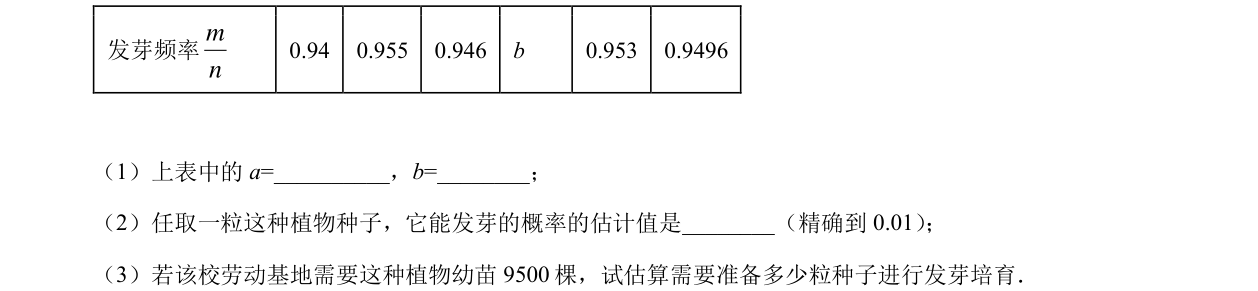 发芽频率 m/n 0.94 0.955 0.946 b 0.953 0.9496
（1）上表中的 a=__________，b=________；
（2）任取一粒这种植物种子，它能发芽的概率的估计值是________（精确到 0.01）；
（3）若该校劳动基地需要这种植物幼苗 9500 棵，试估算需要准备多少粒种子进行发芽培育．